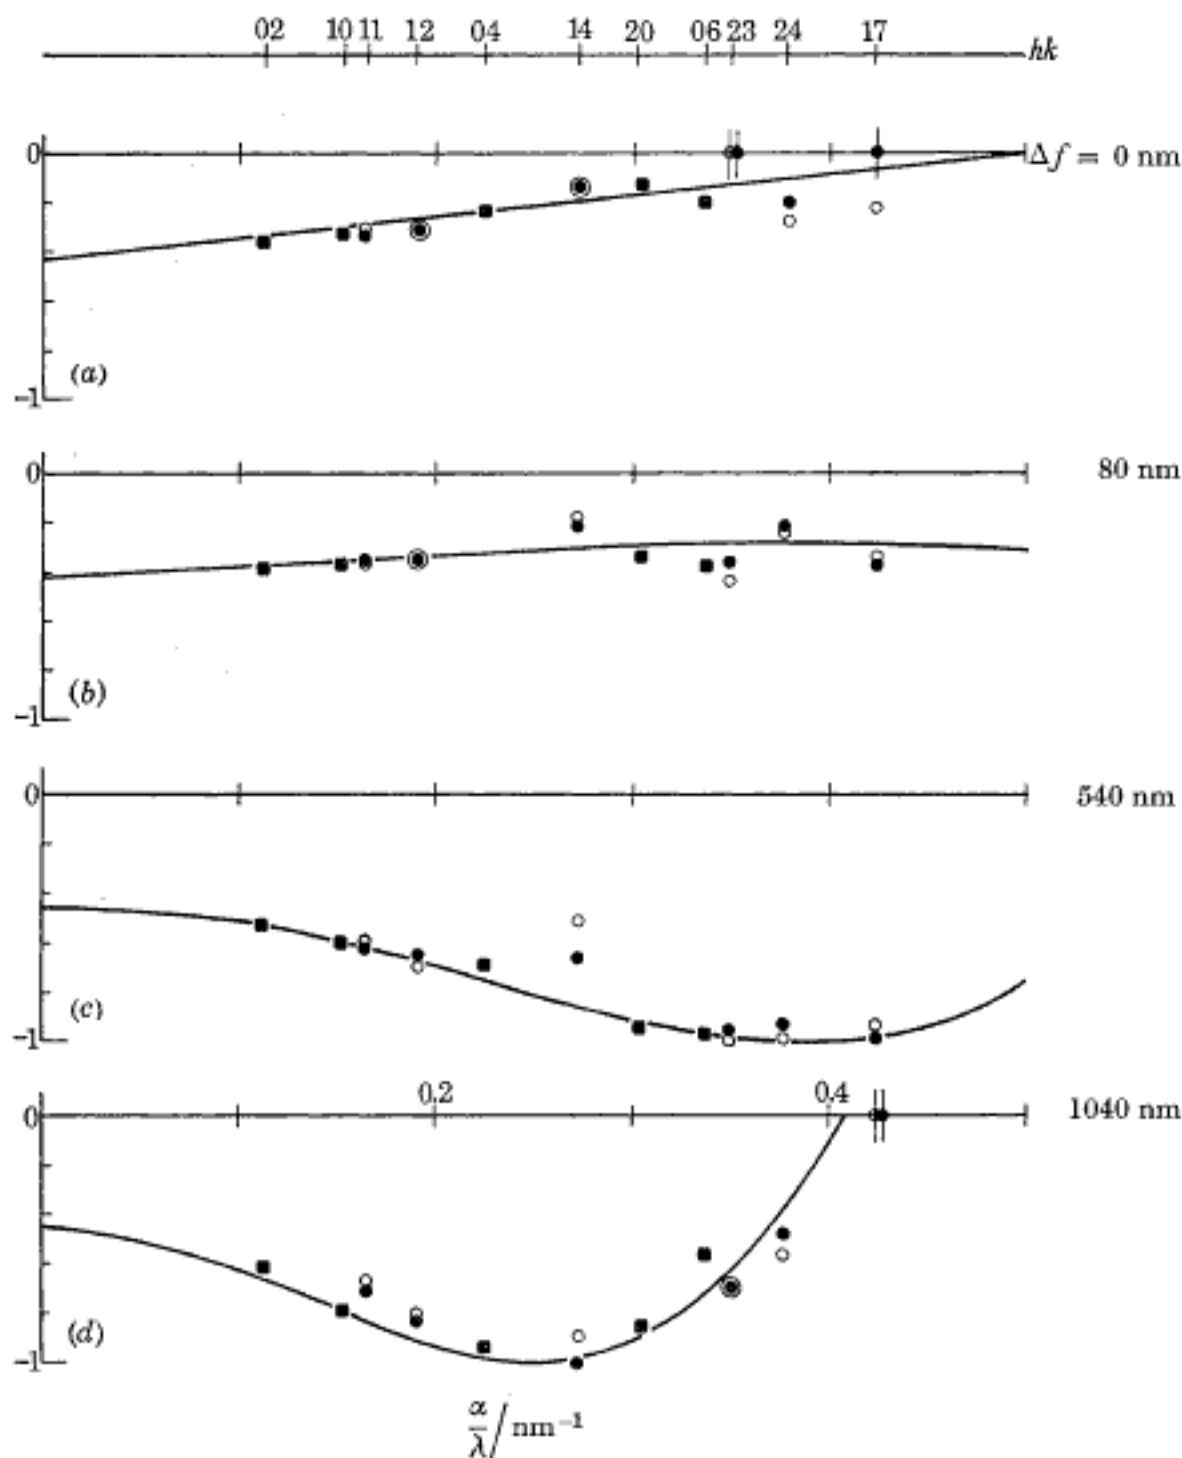 02 10 11 12 04 14 20 06 23 24 17
hk
0
Δf = 0 nm
(a)
-1
0
80 nm
(b)
-1
0
540 nm
(c)
-1
0.2 0.4
0
1040 nm
(d)
-1
α/λ / nm⁻¹